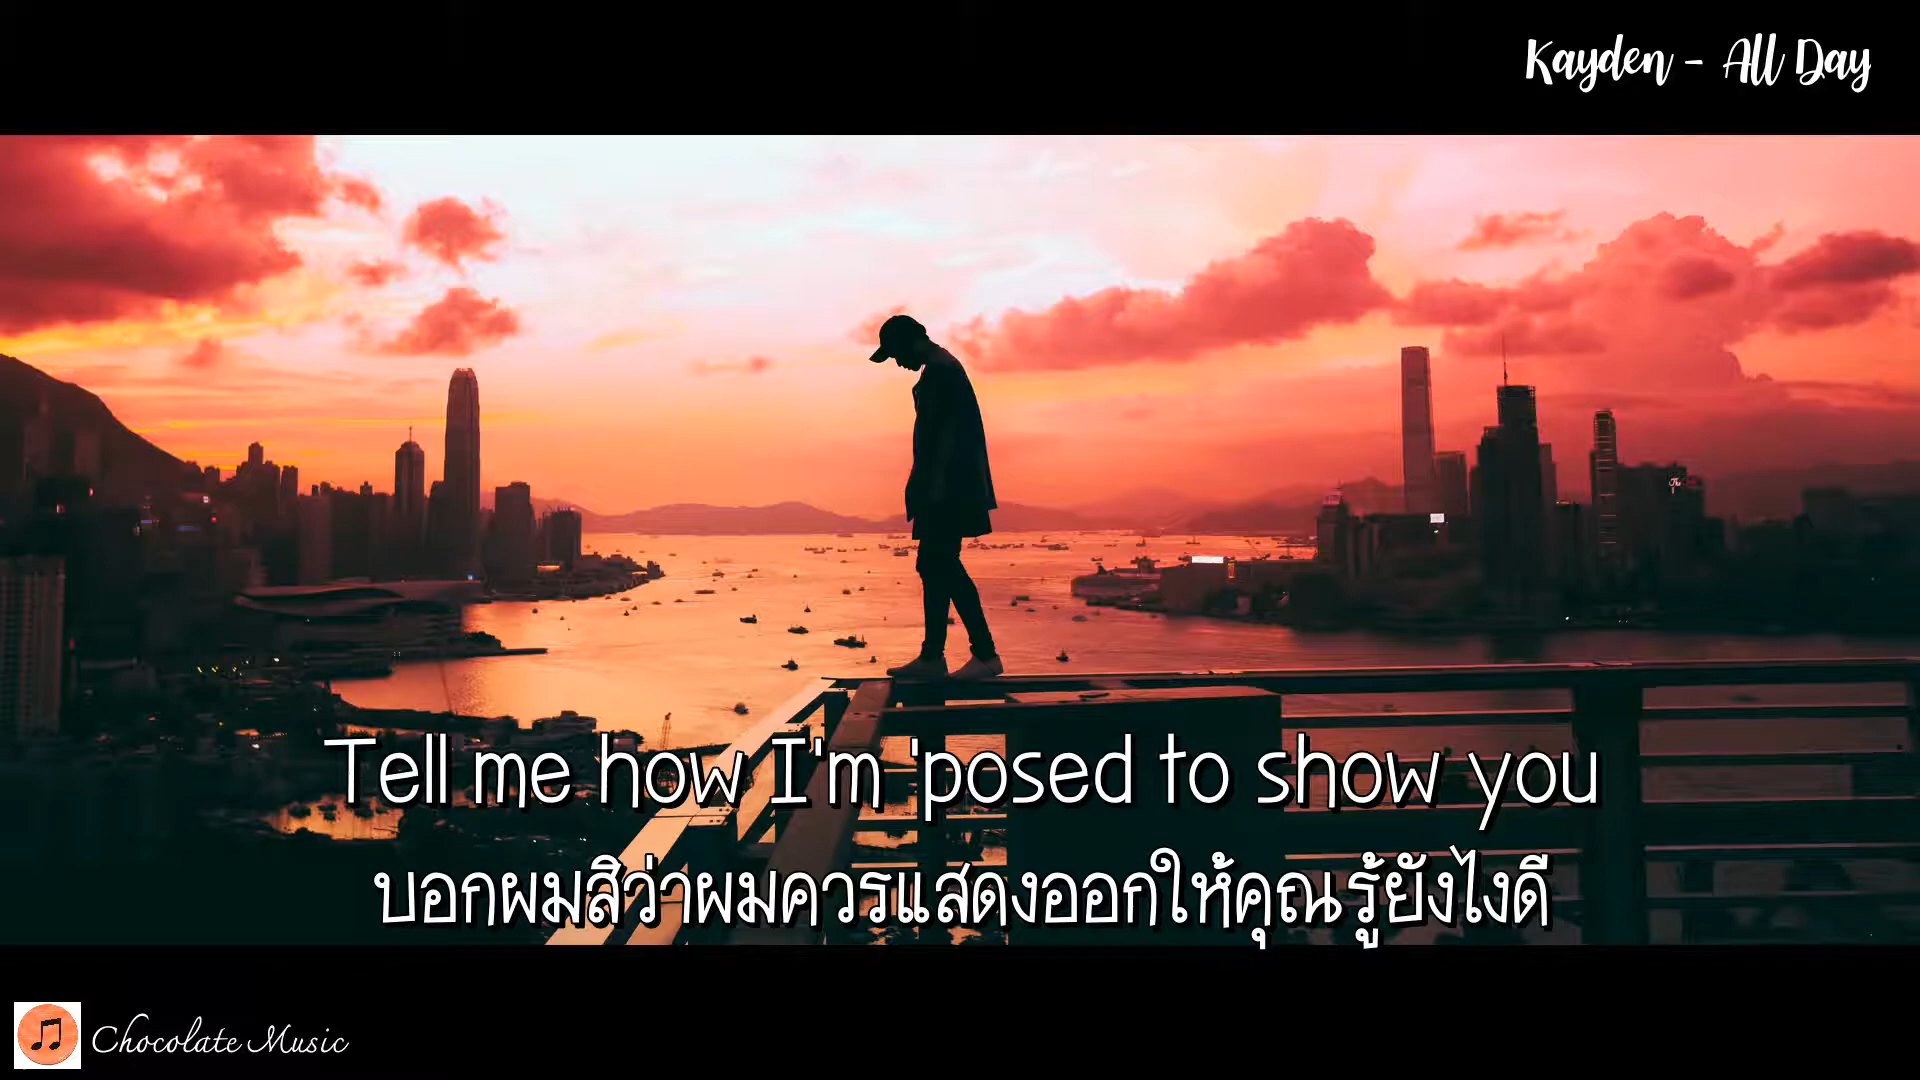 Kayden - All Day
Tell me how I'm 'posed to show you
บอกผมสิว่าผมควรแสดงออกให้คุณรู้ยังไงดี
Chocolate Music